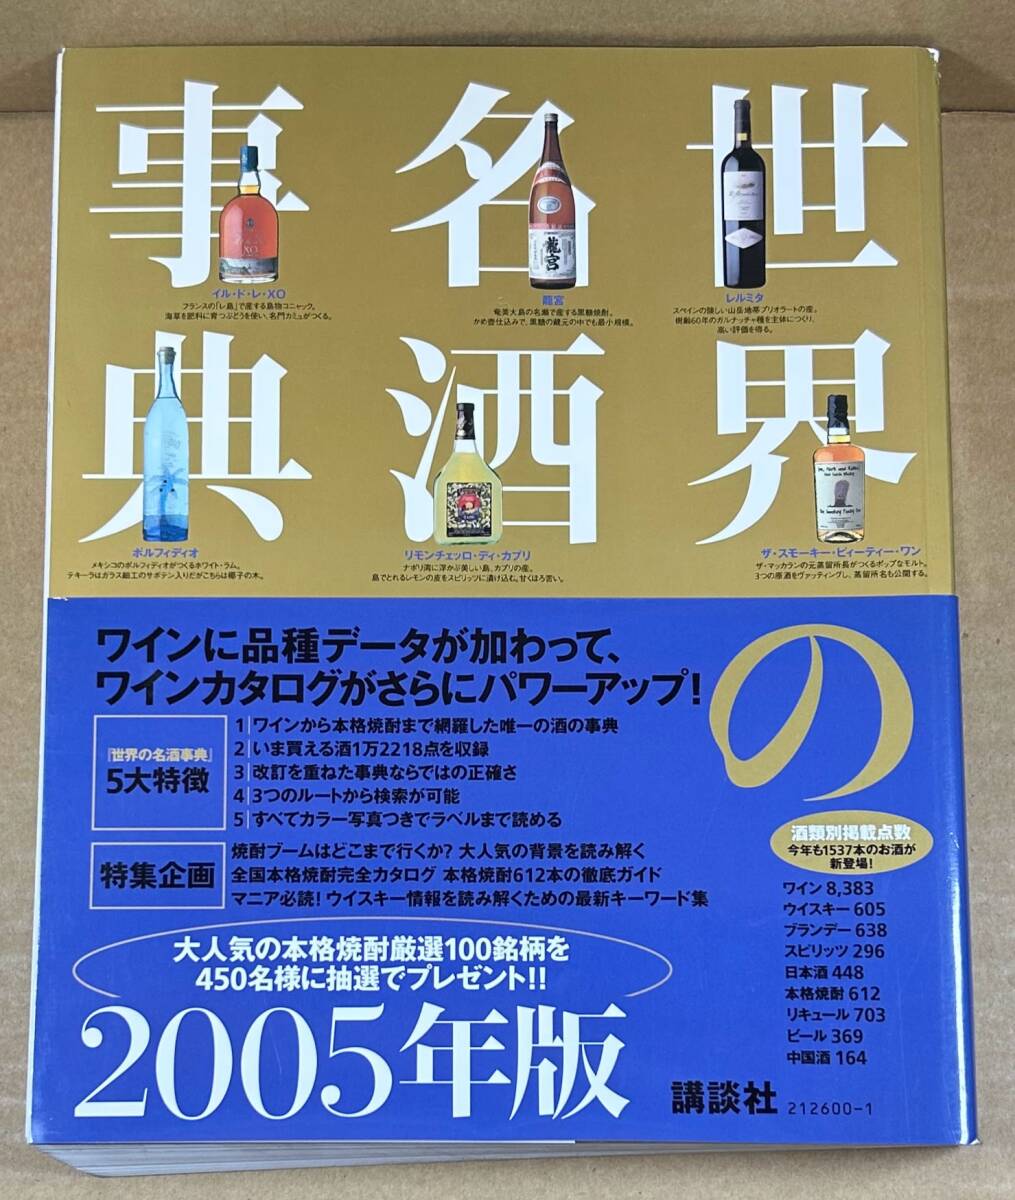 世界
の
名酒
事典
イル・ド・レ・XO
フランスの「レ島」で産する島物コニャック。
海草を肥料に育つぶどうを使い、名門カミュがつくる。
龍宮
龍宮
奄美大島の名瀬で産する黒糖焼酎。
かめ壺仕込みで、黒糖の蔵元の中でも最小規模。
レルミタ
スペインの険しい山岳地帯プリオラートの産。
樹齢60年のガルナッチャ種を主体につくり、
高い評価を得る。
XO
ポルフィディオ
メキシコのポルフィディオがつくるホワイト・ラム。
テキーラはガラス細工のサボテン入りだがこちらは椰子の木。
リモンチェッロ・ディ・カプリ
ナポリ湾に浮かぶ美しい島、カプリの産。
島でとれるレモンの皮をスピリッツに漬け込む。甘くほろ苦い。
ザ・スモーキー・ピィーティー・ワン
ザ・マッカランの元蒸留所長がつくるポップなモルト。
3つの原酒をヴァッティングし、蒸留所名も公開する。
ワインに品種データが加わって、
ワインカタログがさらにパワーアップ!
『世界の名酒事典』
5大特徴
1 ワインから本格焼酎まで網羅した唯一の酒の事典
2 いま買える酒1万2218点を収録
3 改訂を重ねた事典ならではの正確さ
4 3つのルートから検索が可能
5 すべてカラー写真つきでラベルまで読める
特集企画
焼酎ブームはどこまで行くか? 大人気の背景を読み解く
全国本格焼酎完全カタログ 本格焼酎612本の徹底ガイド
マニア必読! ウイスキー情報を読み解くための最新キーワード集
大人気の本格焼酎厳選100銘柄を
450名様に抽選でプレゼント!!
2005年版
酒類別掲載点数
今年も1537本のお酒が
新登場!
ワイン 8,383
ウイスキー 605
ブランデー 638
スピリッツ 296
日本酒 448
本格焼酎 612
リキュール 703
ビール 369
中国酒 164
講談社 212600-1